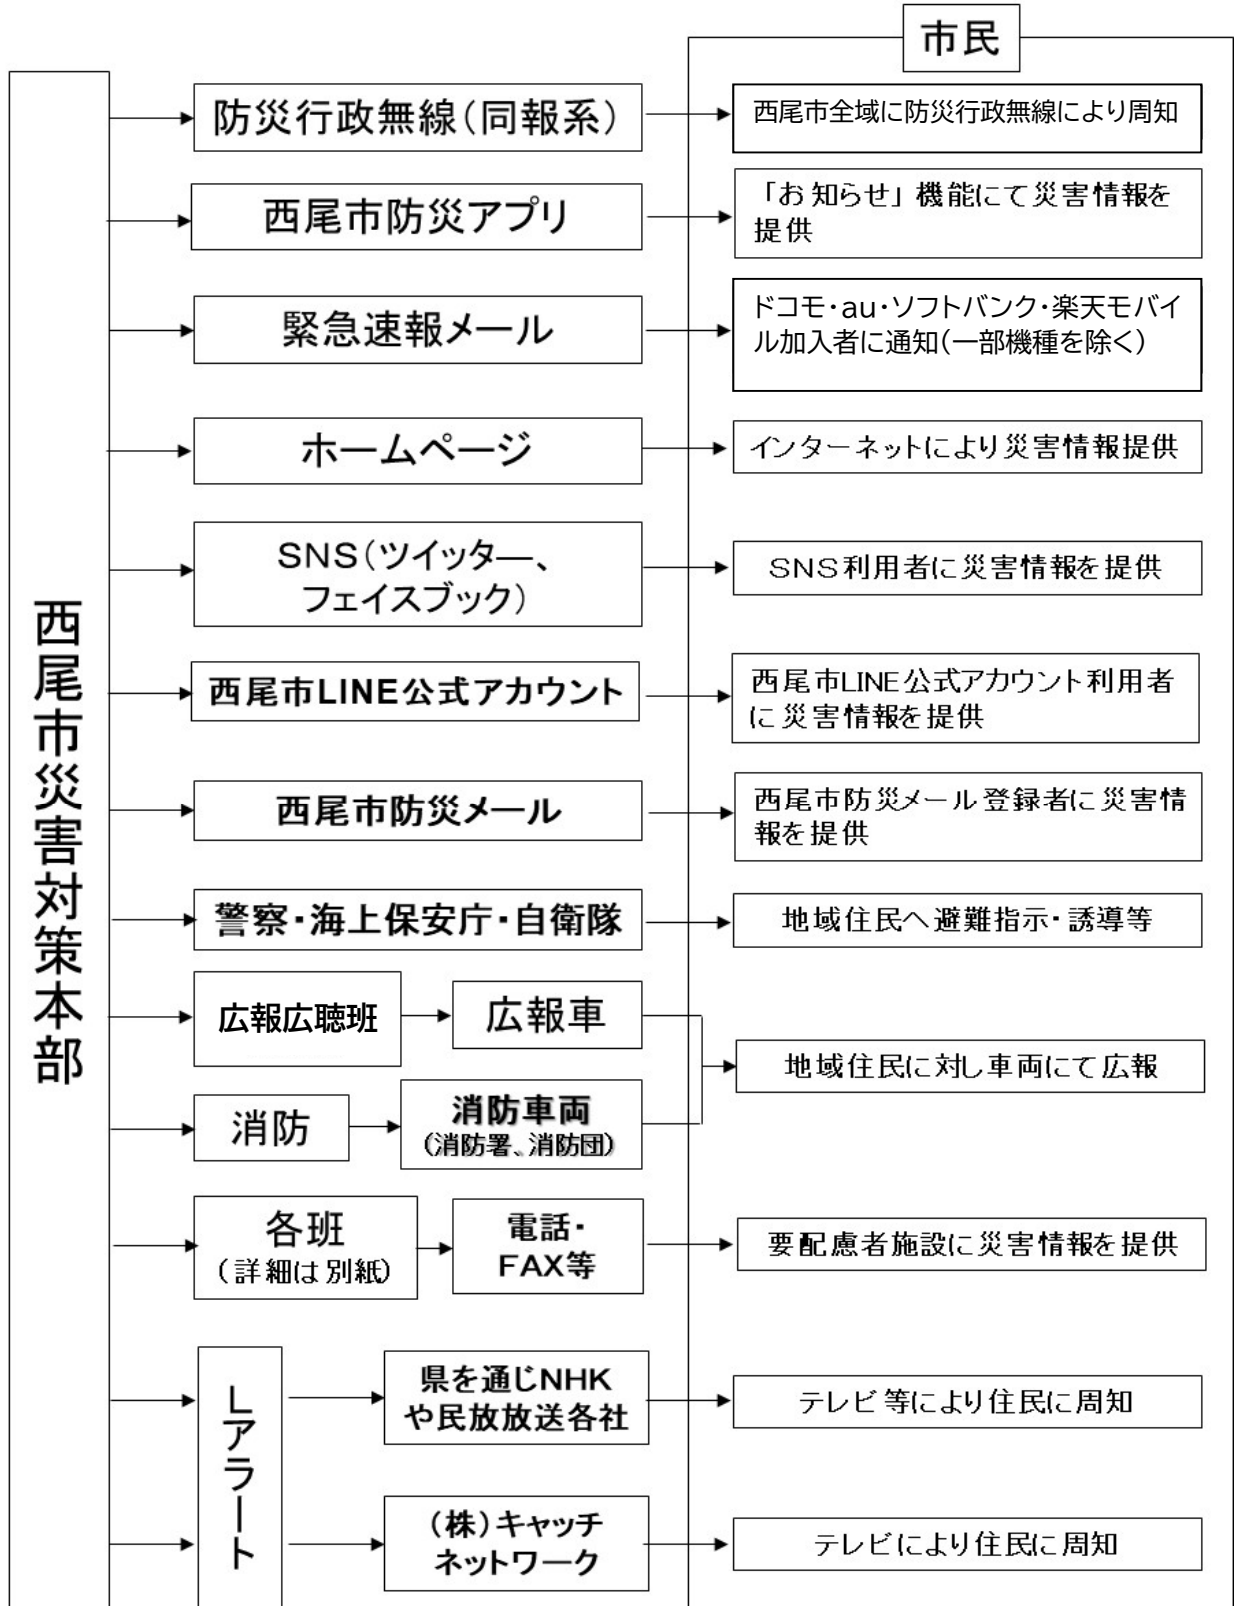 市民
西尾市災害対策本部
防災行政無線（同報系）
西尾市全域に防災行政無線により周知
西尾市防災アプリ
「お知らせ」機能にて災害情報を
提供
緊急速報メール
ドコモ・au・ソフトバンク・楽天モバイ
ル加入者に通知（一部機種を除く）
ホームページ
インターネットにより災害情報提供
SNS（ツイッター、
フェイスブック）
SNS利用者に災害情報を提供
西尾市LINE公式アカウント
西尾市LINE公式アカウント利用者
に災害情報を提供
西尾市防災メール
西尾市防災メール登録者に災害情
報を提供
警察・海上保安庁・自衛隊
地域住民へ避難指示・誘導等
広報広聴班
広報車
地域住民に対し車両にて広報
消防
消防車両
（消防署、消防団）
各班
（詳細は別紙）
電話・
FAX等
要配慮者施設に災害情報を提供
Lアラート
県を通じNHK
や民放放送各社
テレビ等により住民に周知
（株）キャッチ
ネットワーク
テレビにより住民に周知